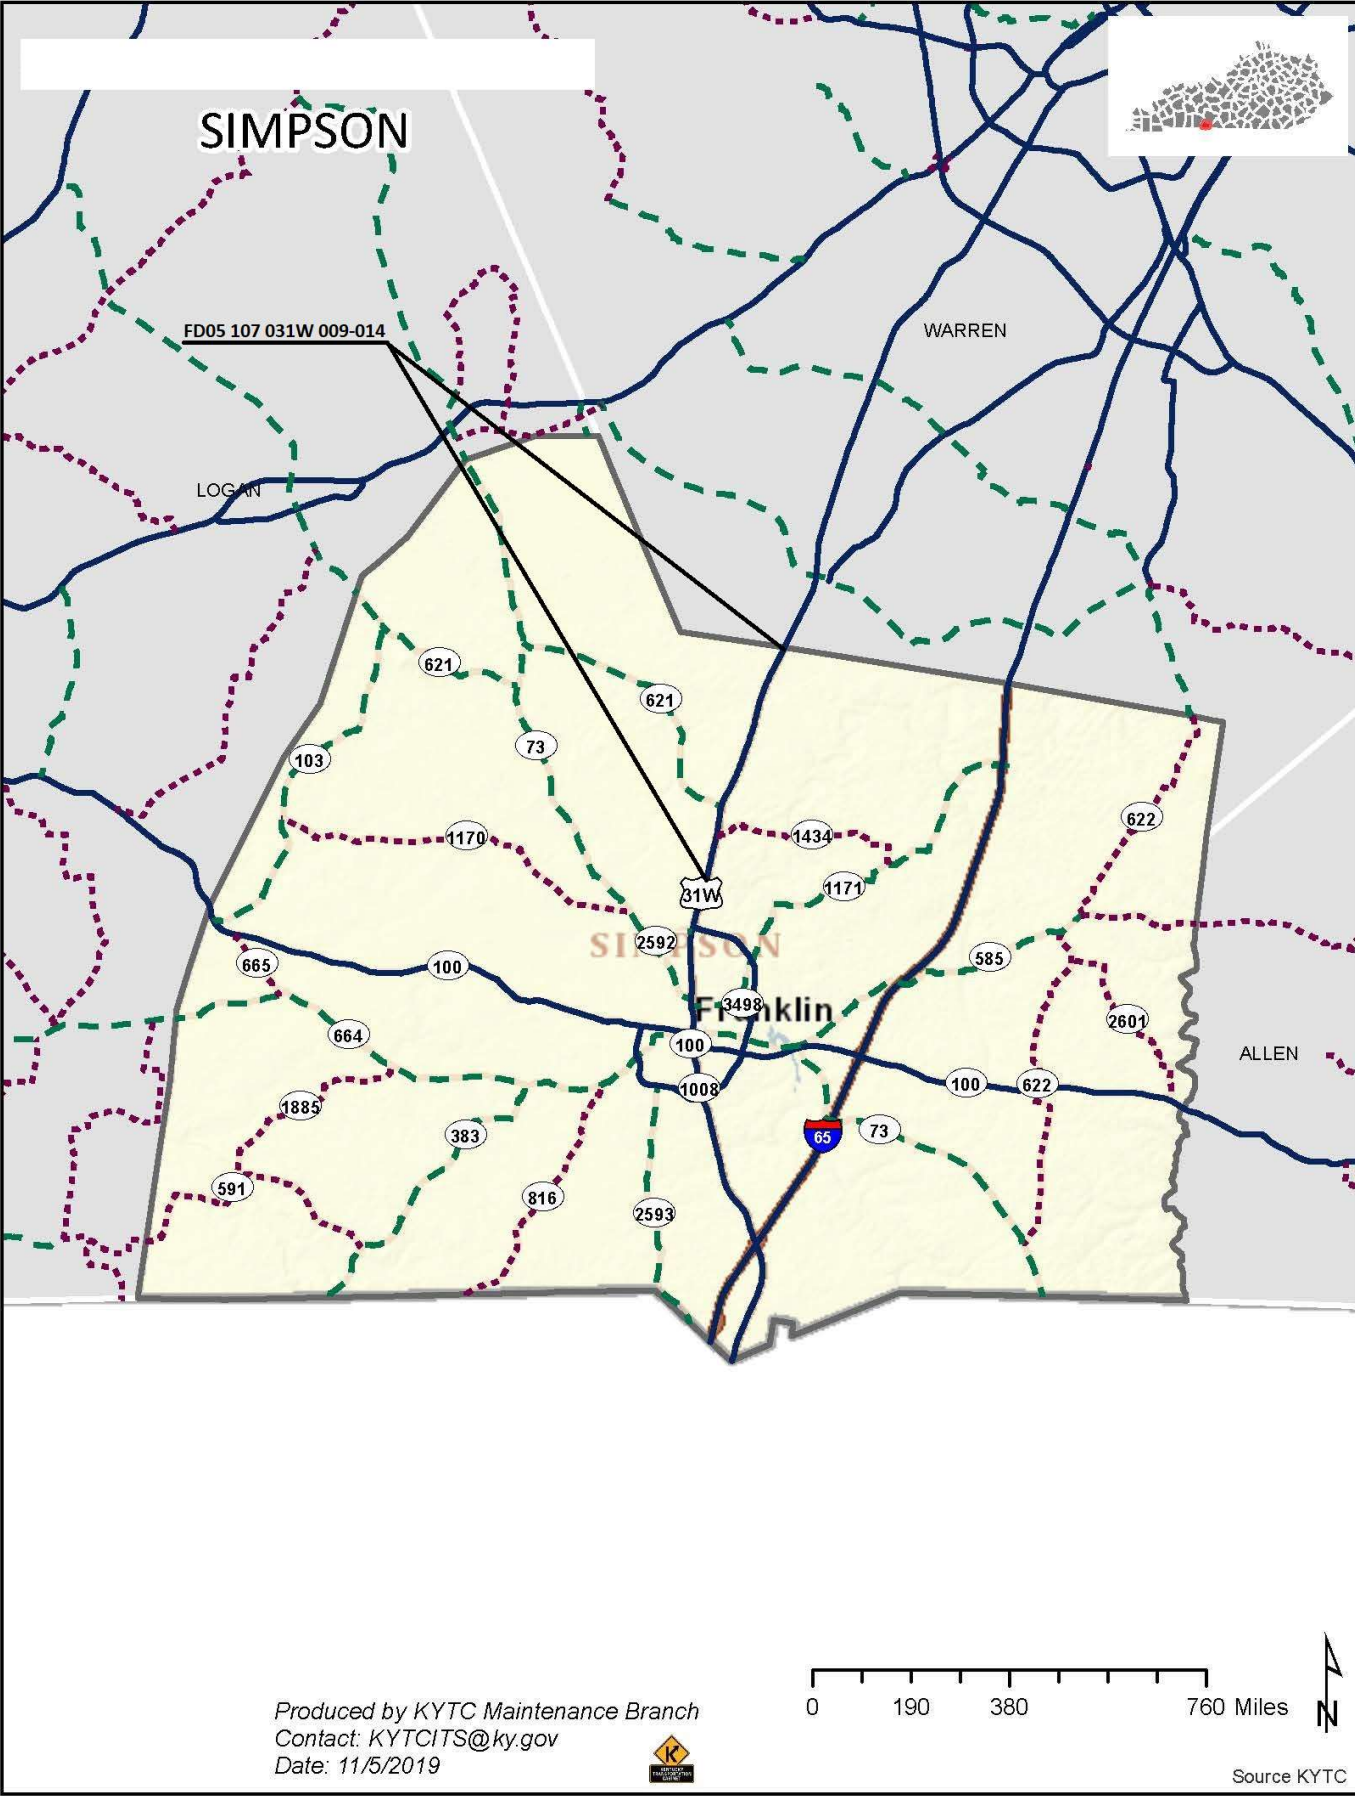 SIMPSON
FD05 107 031W 009-014
WARREN
LOGAN
621
621
103
73
1170
1434
622
1171
31W
SIMPSON
2592
665
100
585
3498
Franklin
2601
664
100
ALLEN
100
622
1008
1885
383
65
73
591
816
2593
0 190 380 760 Miles
N
Produced by KYTC Maintenance Branch
Contact: KYTCITS@ky.gov
Date: 11/5/2019
KENTUCKY
TRANSPORTATION
CABINET
Source KYTC